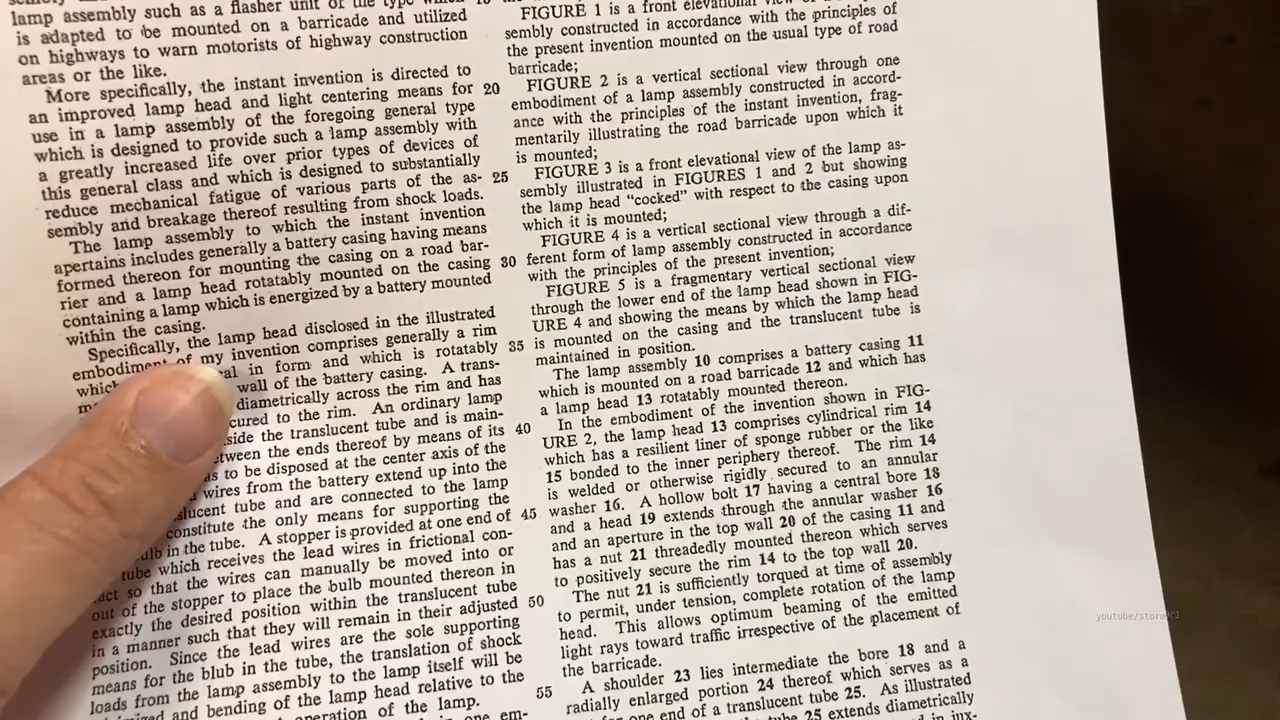 lamp assembly such as a flasher unit of the type which
is adapted to be mounted on a barricade and utilized
on highways to warn motorists of highway construction
areas or the like.
More specifically, the instant invention is directed to
an improved lamp head and light centering means for
use in a lamp assembly of the foregoing general type
which is designed to provide such a lamp assembly with
a greatly increased life over prior types of devices of
this general class and which is designed to substantially
reduce mechanical fatigue of various parts of the as-
sembly and breakage thereof resulting from shock loads.
The lamp assembly to which the instant invention
apertains includes generally a battery casing having means
formed thereon for mounting the casing on a road bar-
rier and a lamp head rotatably mounted on the casing
containing a lamp which is energized by a battery mounted
within the casing.
Specifically, the lamp head disclosed in the illustrated
embodiment of my invention comprises generally a rim
which in form and which is rotatably
wall of the battery casing. A trans-
diametrically across the rim and has
cured to the rim. An ordinary lamp
side the translucent tube and is main-
tween the ends thereof by means of its
as to be disposed at the center axis of the
wires from the battery extend up into the
lucent tube and are connected to the lamp
constitute the only means for supporting the
in the tube. A stopper is provided at one end of
tube which receives the lead wires in frictional con-
so that the wires can manually be moved into or
out of the stopper to place the bulb mounted thereon in
exactly the desired position within the translucent tube
in a manner such that they will remain in their adjusted
position. Since the lead wires are the sole supporting
means for the blub in the tube, the translation of shock
loads from the lamp assembly to the lamp itself will be
and bending of the lamp head relative to the
of the lamp.
em-
20
25
30
35
40
45
50
55
FIGURE 1 is a front elevational view of
sembly constructed in accordance with the principles of
the present invention mounted on the usual type of road
barricade;
FIGURE 2 is a vertical sectional view through one
embodiment of a lamp assembly constructed in accord-
ance with the principles of the instant invention, frag-
mentarily illustrating the road barricade upon which it
is mounted;
FIGURE 3 is a front elevational view of the lamp as-
sembly illustrated in FIGURES 1 and 2 but showing
the lamp head “cocked” with respect to the casing upon
which it is mounted;
FIGURE 4 is a vertical sectional view through a dif-
ferent form of lamp assembly constructed in accordance
with the principles of the present invention;
FIGURE 5 is a fragmentary vertical sectional view
through the lower end of the lamp head shown in FIG-
URE 4 and showing the means by which the lamp head
is mounted on the casing and the translucent tube is
maintained in position.
The lamp assembly 10 comprises a battery casing 11
which is mounted on a road barricade 12 and which has
a lamp head 13 rotatably mounted thereon.
In the embodiment of the invention shown in FIG-
URE 2, the lamp head 13 comprises cylindrical rim 14
which has a resilient liner of sponge rubber or the like
15 bonded to the inner periphery thereof. The rim 14
is welded or otherwise rigidly secured to an annular
washer 16. A hollow bolt 17 having a central bore 18
and a head 19 extends through the annular washer 16
and an aperture in the top wall 20 of the casing 11 and
has a nut 21 threadedly mounted thereon which serves
to positively secure the rim 14 to the top wall 20.
The nut 21 is sufficiently torqued at time of assembly
to permit, under tension, complete rotation of the lamp
head. This allows optimum beaming of the emitted
light rays toward traffic irrespective of the placement of
the barricade.
A shoulder 23 lies intermediate the bore 18 and a
radially enlarged portion 24 thereof which serves as a
one end of a translucent tube 25. As illustrated
tube 25 extends diametrically
in jux-
youtube/storm9c1